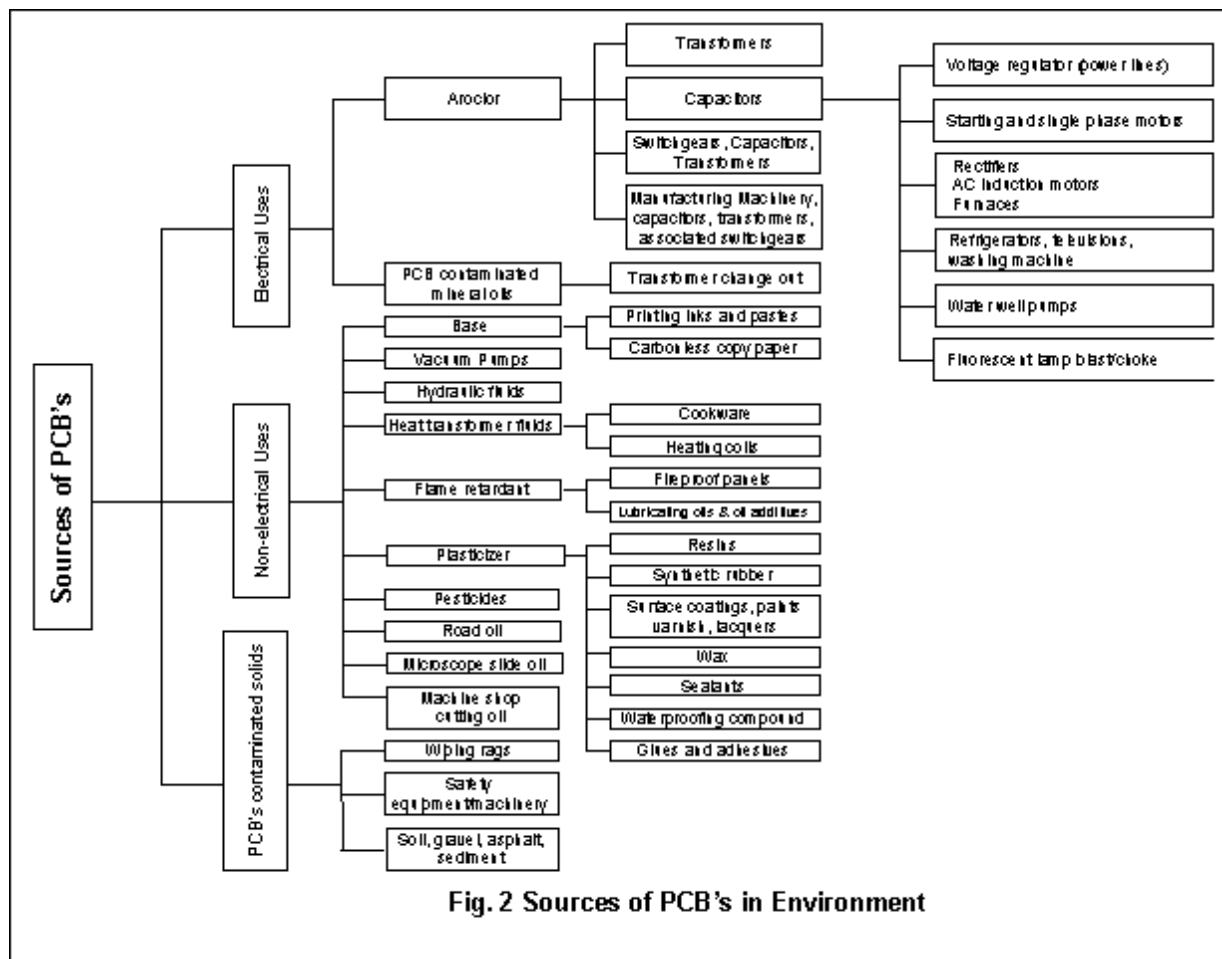 Sources of PCB's
Electrical Uses
Non-electrical Uses
PCB's contaminated solids
Aroclor
PCB contaminated
mineral oils
Base
Vacuum Pumps
Hydraulic fluids
Heat transformer fluids
Flame retardant
Plasticizer
Pesticides
Road oil
Microscope slide oil
Machine shop
cutting oil
Wiping rags
Safety
equipment/machinery
Soil, gravel, asphalt,
sediment
Transformers
Capacitors
Switchgears, Capacitors,
Transformers
Manufacturing Machinery,
capacitors, transformers,
associated switchgears
Transformer change out
Printing inks and pastes
Carbonless copy paper
Cookware
Heating coils
Fireproof panels
Lubricating oils & oil additives
Resins
Synthetic rubber
Surface coatings, paints
varnish, lacquers
Wax
Sealants
Waterproofing compound
Glues and adhesives
Voltage regulator (power lines)
Starting and single phase motors
Rectifiers
AC induction motors
Furnaces
Refrigerators, televisions,
washing machine
Water well pumps
Fluorescent lamp blast/choke
Fig. 2 Sources of PCB's in Environment